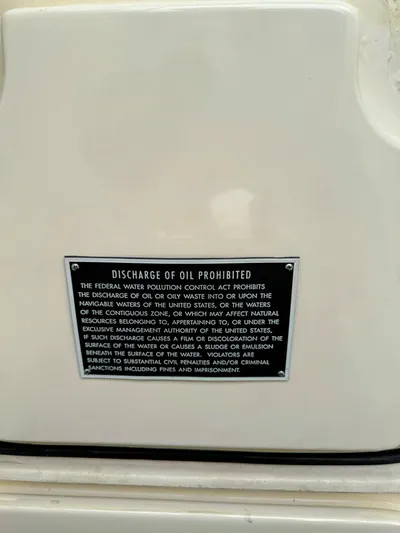 DISCHARGE OF OIL PROHIBITED
THE FEDERAL WATER POLLUTION CONTROL ACT PROHIBITS
THE DISCHARGE OF OIL OR OILY WASTE INTO OR UPON THE
NAVIGABLE WATERS OF THE UNITED STATES, OR THE WATERS
OF THE CONTIGUOUS ZONE, OR WHICH MAY AFFECT NATURAL
RESOURCES BELONGING TO, APPERTAINING TO, OR UNDER THE
EXCLUSIVE MANAGEMENT AUTHORITY OF THE UNITED STATES,
IF SUCH DISCHARGE CAUSES A FILM OR DISCOLORATION OF THE
SURFACE OF THE WATER OR CAUSES A SLUDGE OR EMULSION
BENEATH THE SURFACE OF THE WATER. VIOLATORS ARE
SUBJECT TO SUBSTANTIAL CIVIL PENALTIES AND/OR CRIMINAL
SANCTIONS INCLUDING FINES AND IMPRISONMENT.